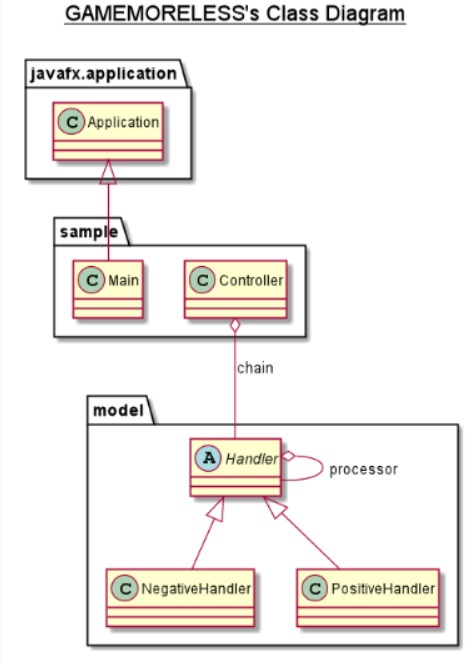 GAMEMORELESS's Class Diagram
javafx.application
C Application
sample
C Main
C Controller
chain
model
A Handler
processor
C NegativeHandler
C PositiveHandler